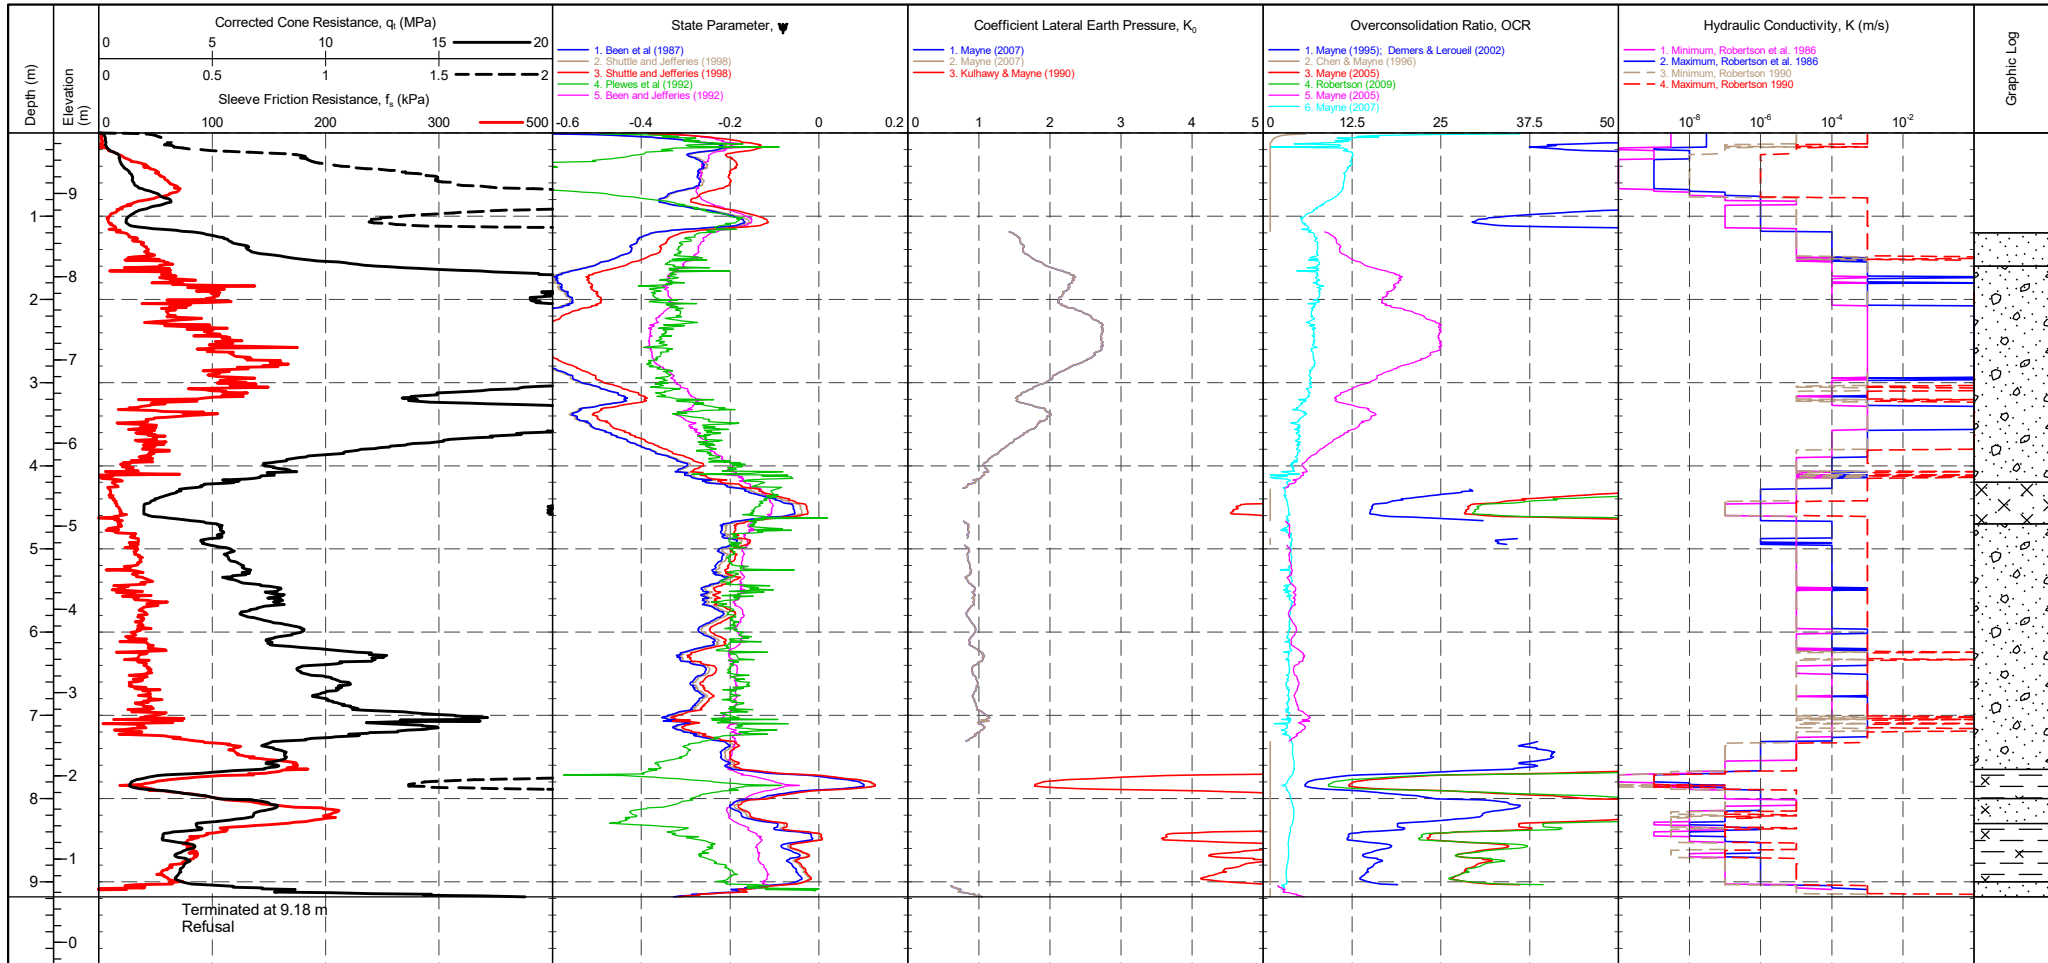 Corrected Cone Resistance, qt (MPa)
0 5 10 15 20
0 0.5 1 1.5 2
Sleeve Friction Resistance, fs (kPa)
0 100 200 300 500
Depth (m)
Elevation (m)
State Parameter, ψ
1. Been et al (1987)
2. Shuttle and Jefferies (1998)
3. Shuttle and Jefferies (1998)
4. Plewes et al (1992)
5. Been and Jefferies (1992)
-0.6 -0.4 -0.2 0 0.2
Coefficient Lateral Earth Pressure, K0
1. Mayne (2007)
2. Mayne (2007)
3. Kulhawy & Mayne (1990)
0 1 2 3 4 5
Overconsolidation Ratio, OCR
1. Mayne (1995); Demers & Leroueil (2002)
2. Chen & Mayne (1996)
3. Mayne (2005)
4. Robertson (2009)
5. Mayne (2005)
6. Mayne (2007)
0 12.5 25 37.5 50
Hydraulic Conductivity, K (m/s)
1. Minimum, Robertson et al. 1986
2. Maximum, Robertson et al. 1986
3. Minimum, Robertson 1990
4. Maximum, Robertson 1990
10-8 10-6 10-4 10-2
Graphic Log
9
1
8
2
7
3
6
4
5
5
4
6
3
7
2
8
1
9
0
Terminated at 9.18 m
Refusal